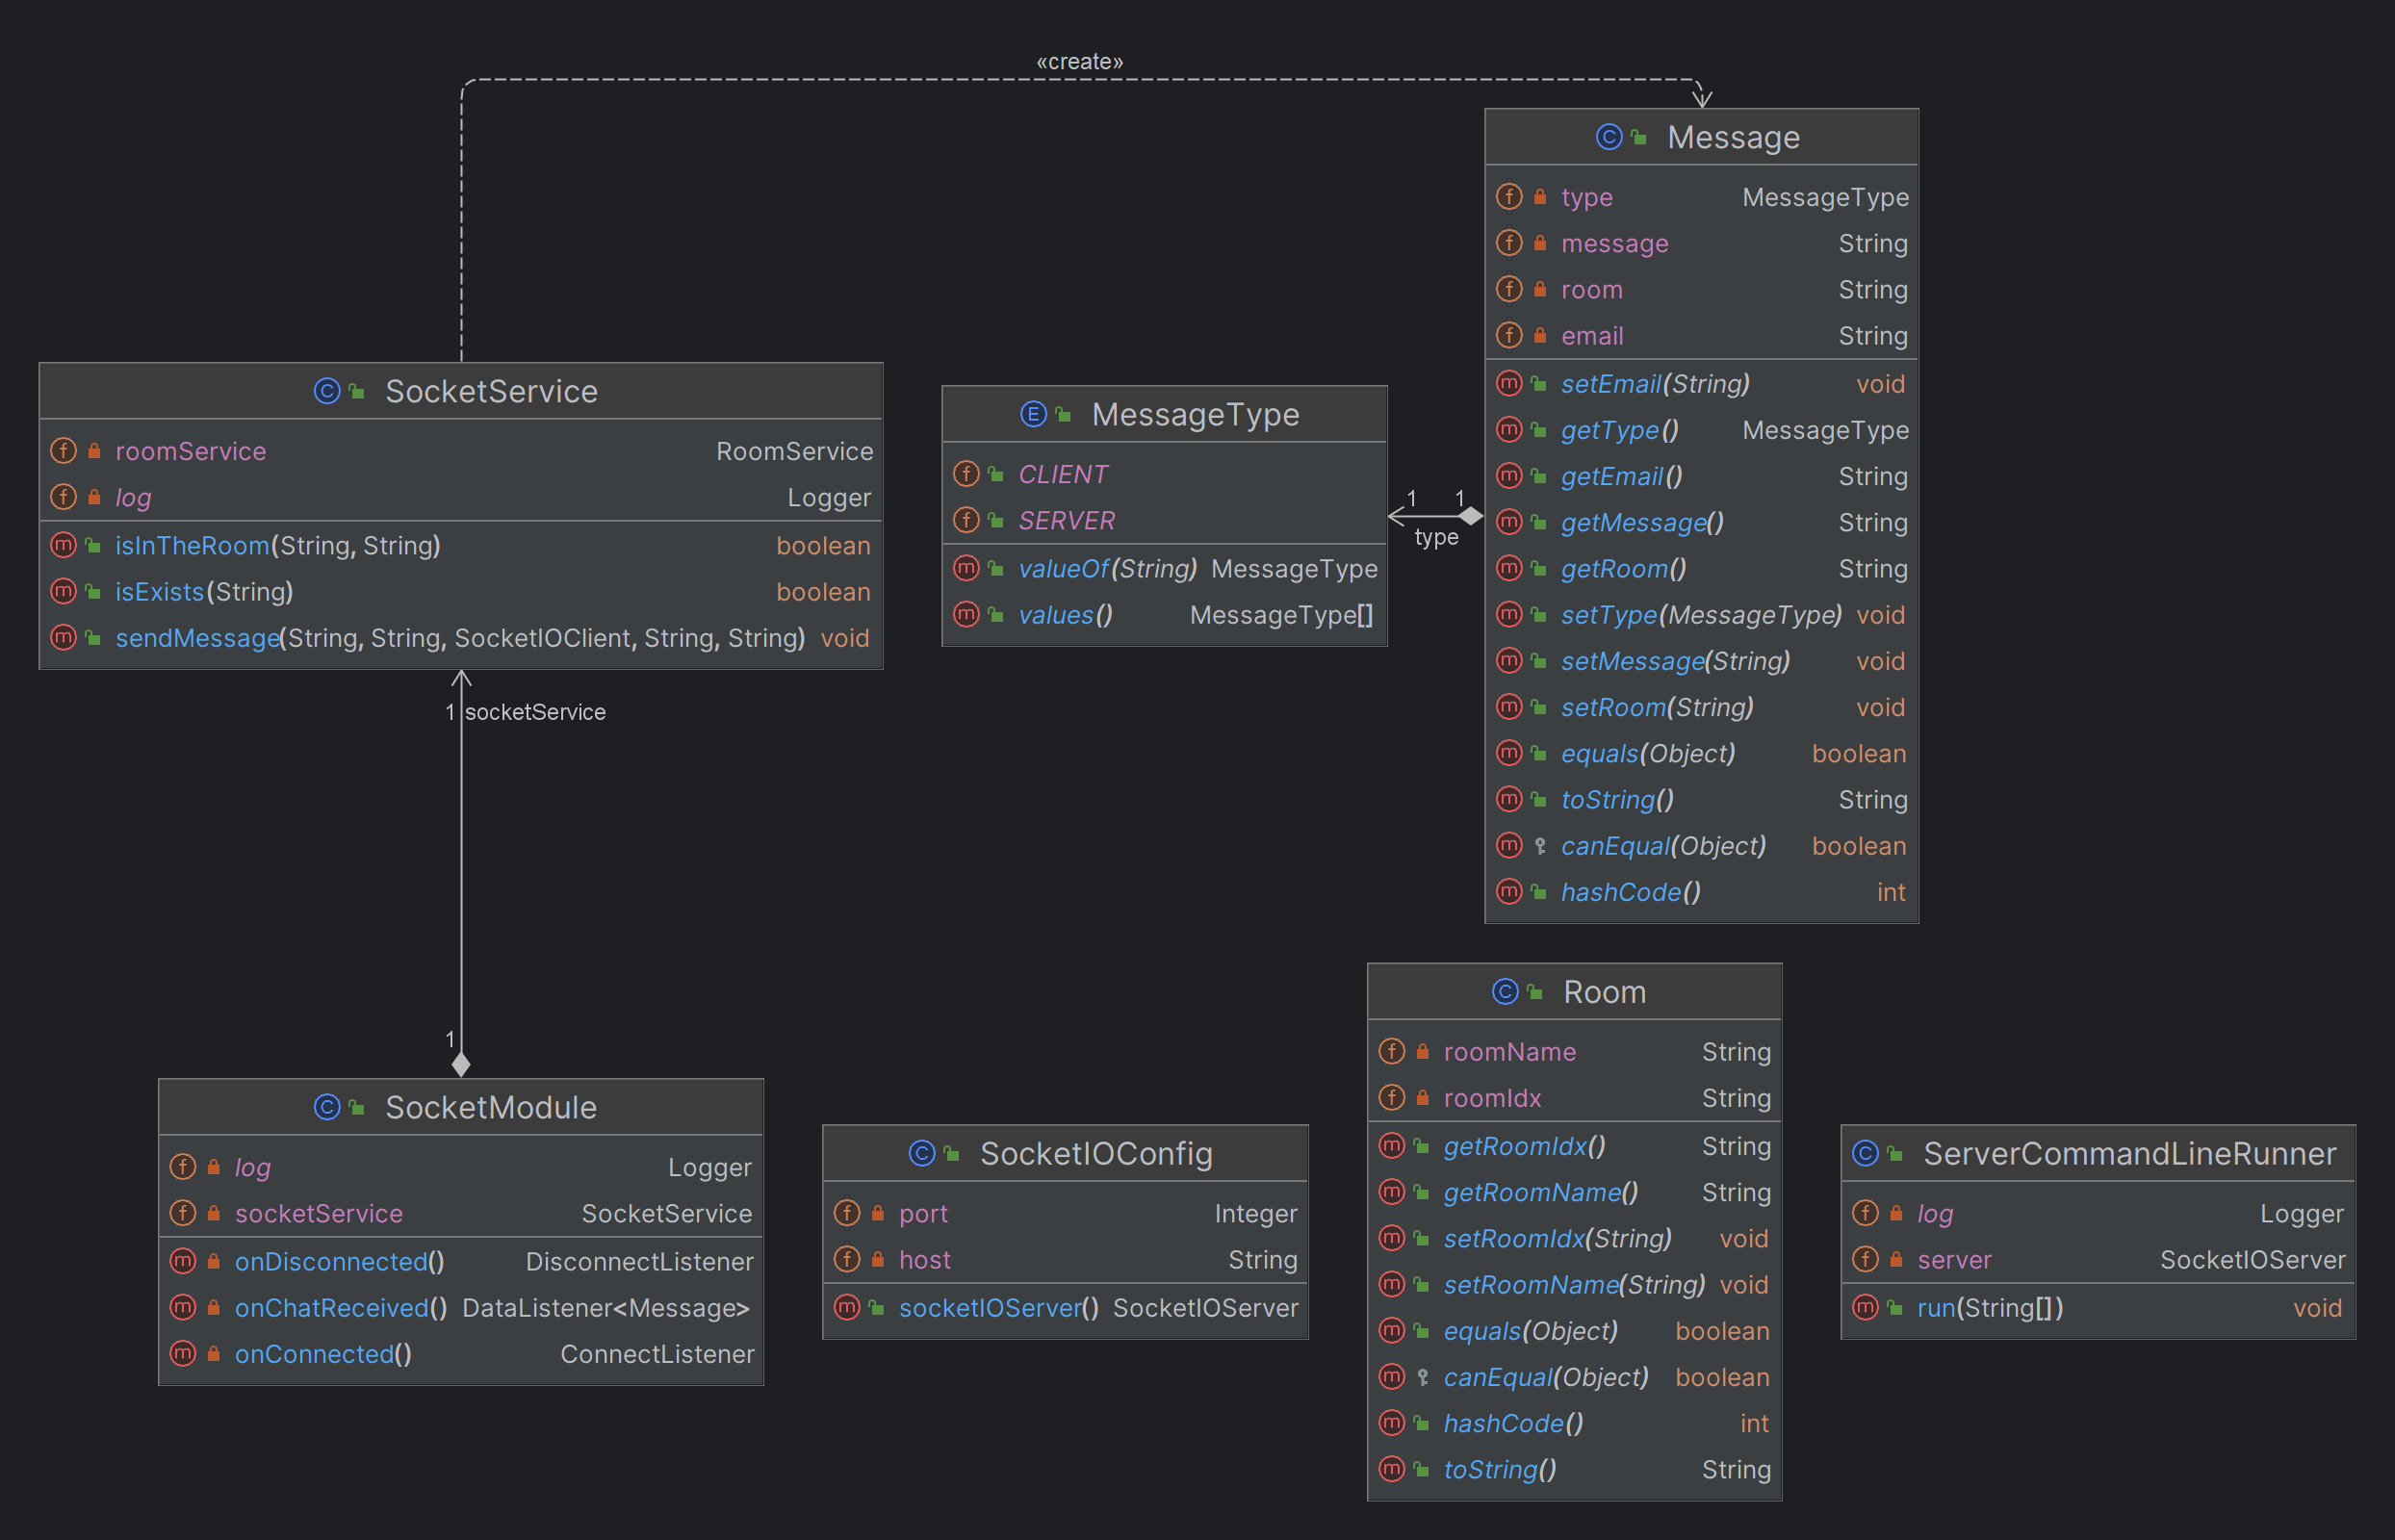 «create»
Message
type MessageType
message String
room String
email String
setEmail(String) void
getType() MessageType
getEmail() String
getMessage() String
getRoom() String
setType(MessageType) void
setMessage(String) void
setRoom(String) void
equals(Object) boolean
toString() String
canEqual(Object) boolean
hashCode() int
SocketService
roomService RoomService
log Logger
isInTheRoom(String, String) boolean
isExists(String) boolean
sendMessage(String, String, SocketIOClient, String, String) void
MessageType
CLIENT
SERVER
valueOf(String) MessageType
values() MessageType[]
1 1
type
1 socketService
1
SocketModule
log Logger
socketService SocketService
onDisconnected() DisconnectListener
onChatReceived() DataListener<Message>
onConnected() ConnectListener
SocketIOConfig
port Integer
host String
socketIOServer() SocketIOServer
Room
roomName String
roomIdx String
getRoomIdx() String
getRoomName() String
setRoomIdx(String) void
setRoomName(String) void
equals(Object) boolean
canEqual(Object) boolean
hashCode() int
toString() String
ServerCommandLineRunner
log Logger
server SocketIOServer
run(String[]) void